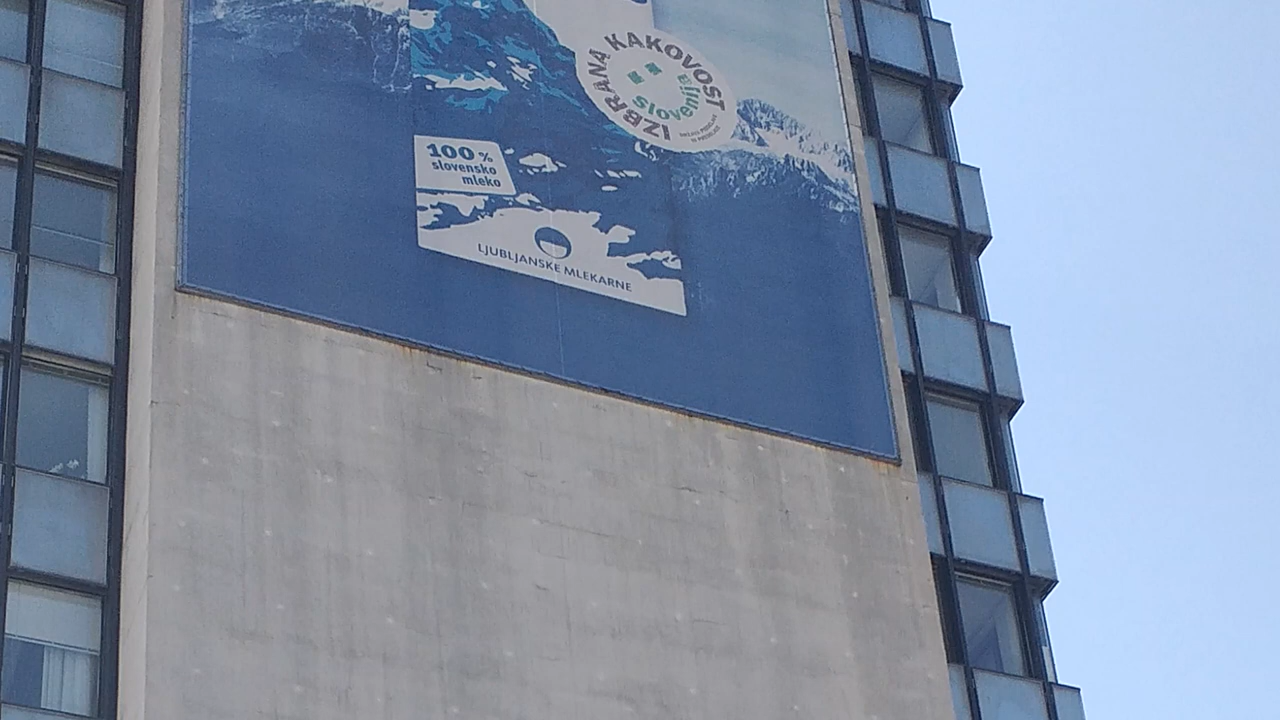 IZBRANA KAKOVOST
Slovenija
100%
slovensko
mleko
LJUBLJANSKE MLEKARNE